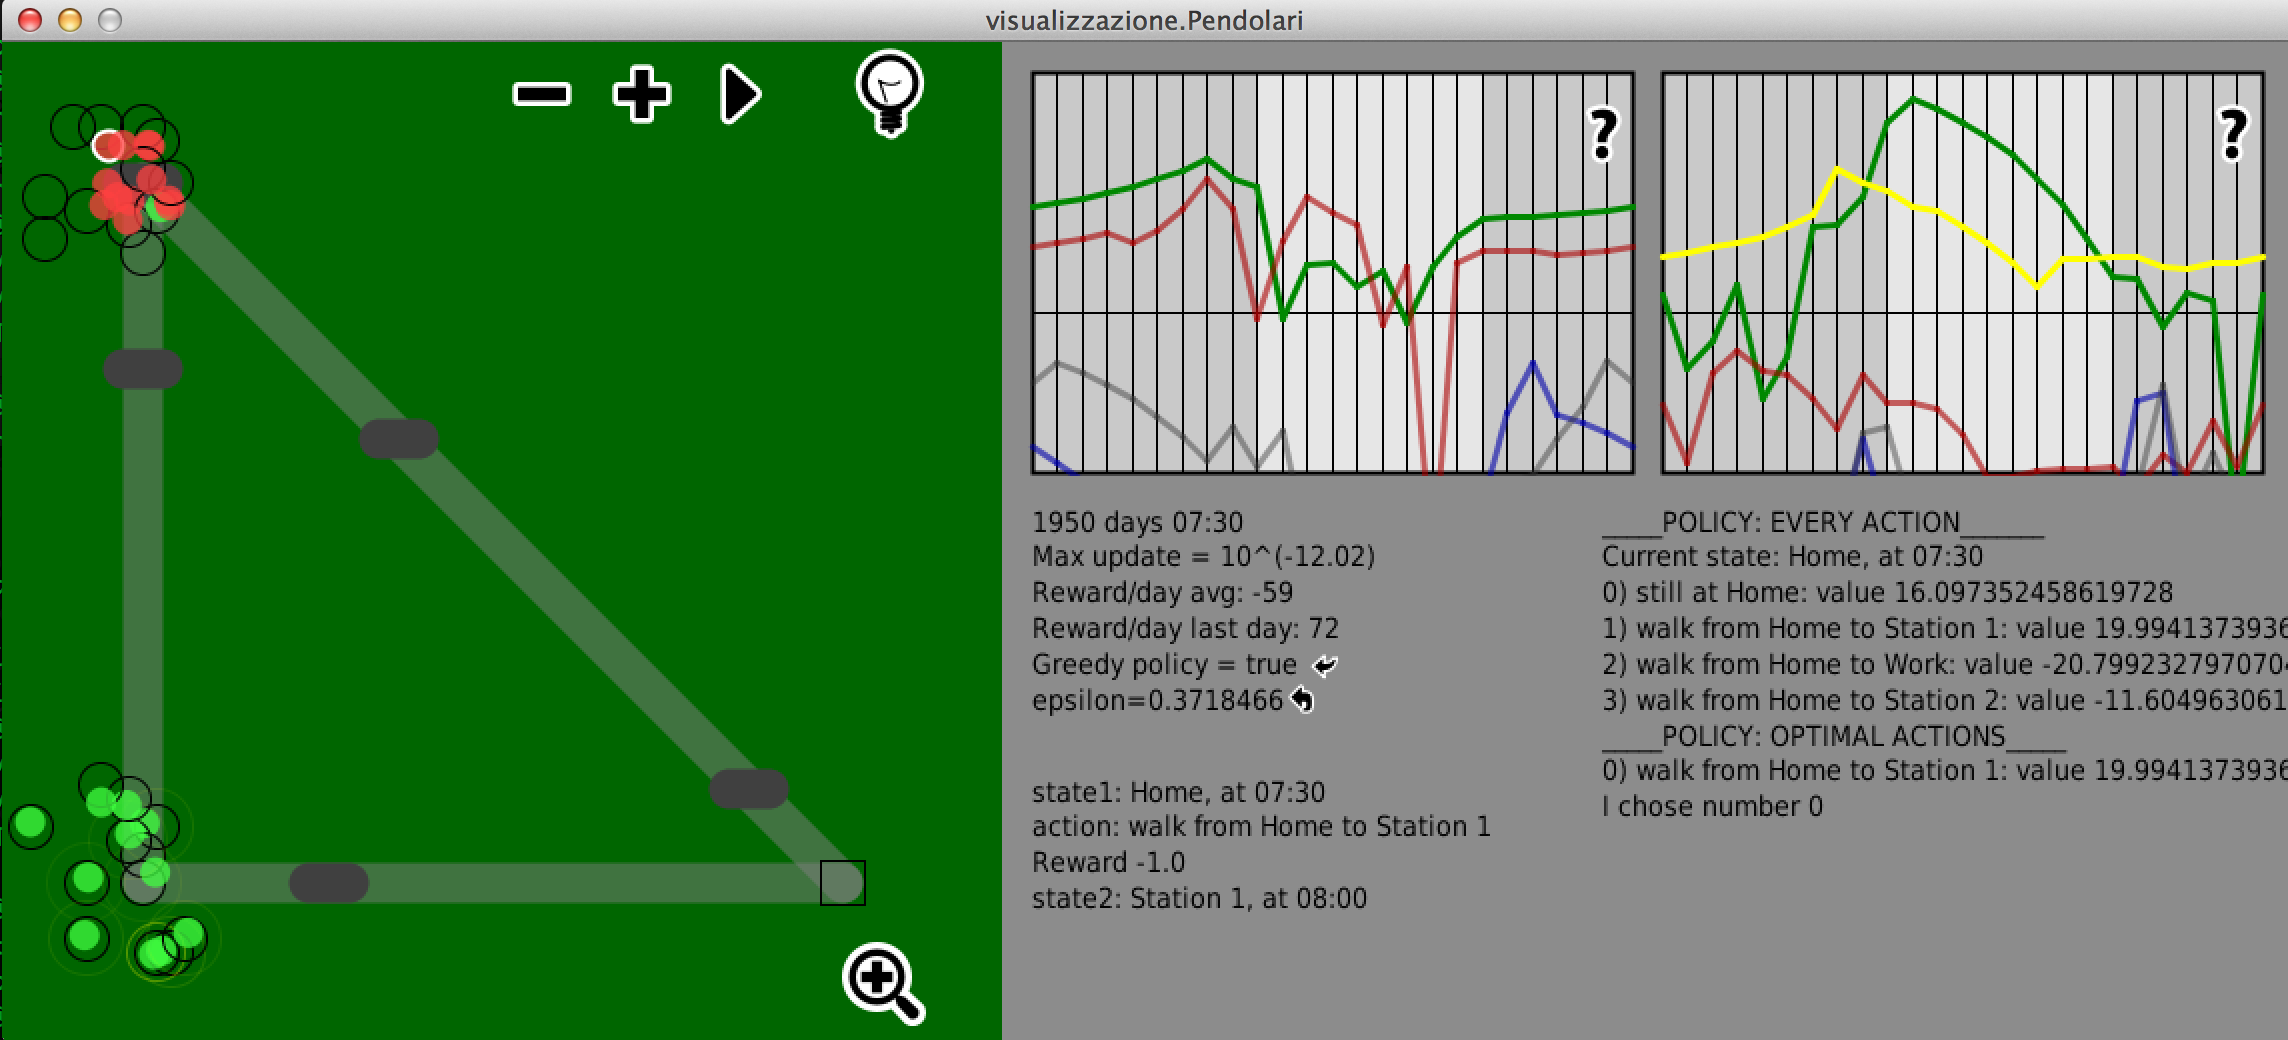 visualizzazione.Pendolari
?
?
1950 days 07:30
Max update = 10^(-12.02)
Reward/day avg: -59
Reward/day last day: 72
Greedy policy = true
epsilon=0.3718466
state1: Home, at 07:30
action: walk from Home to Station 1
Reward -1.0
state2: Station 1, at 08:00
_____POLICY: EVERY ACTION_______
Current state: Home, at 07:30
0) still at Home: value 16.097352458619728
1) walk from Home to Station 1: value 19.9941373936
2) walk from Home to Work: value -20.799232797070
3) walk from Home to Station 2: value -11.604963061
_____POLICY: OPTIMAL ACTIONS_____
0) walk from Home to Station 1: value 19.9941373936
I chose number 0